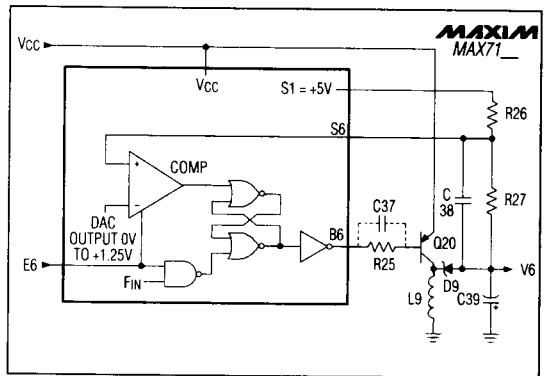 MAXIM
MAX71__
VCC
VCC
S1 = +5V
R26
S6
COMP
+
−
C
38
R27
DAC
OUTPUT 0V
TO +1.25V
C37
B6
Q20
E6
FIN
R25
V6
L9
D9
C39
+